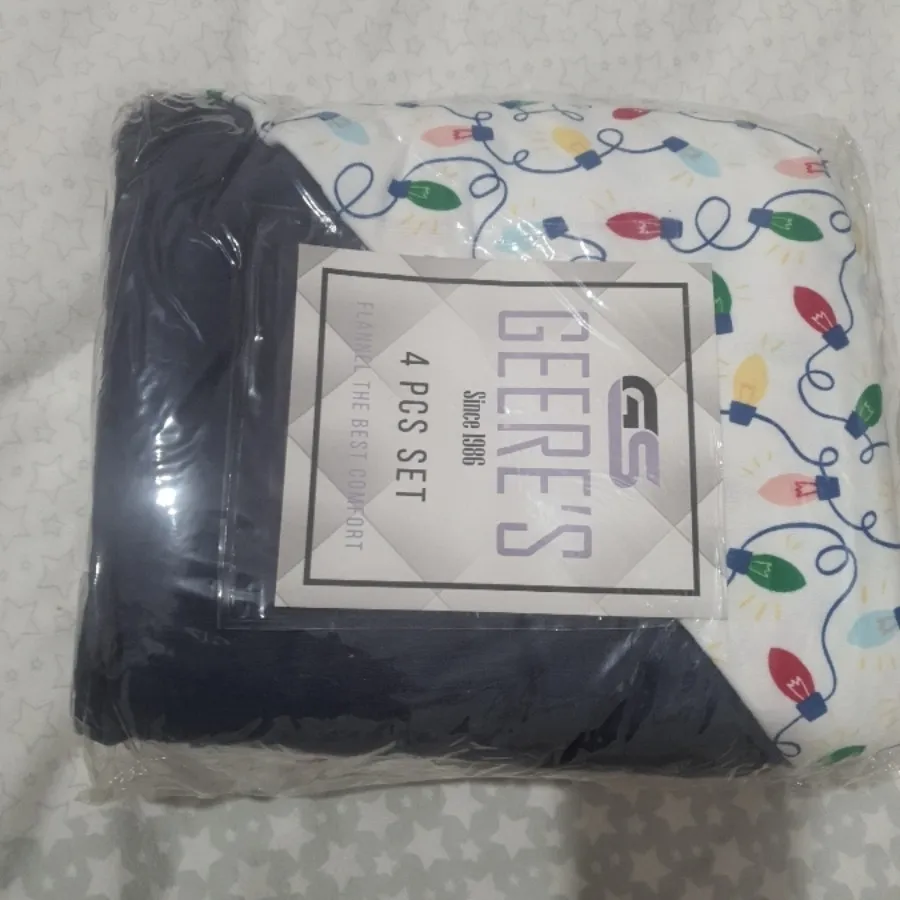 GS
GEERE'S
Since 1986
4 PCS SET
FLANNEL THE BEST COMFORT